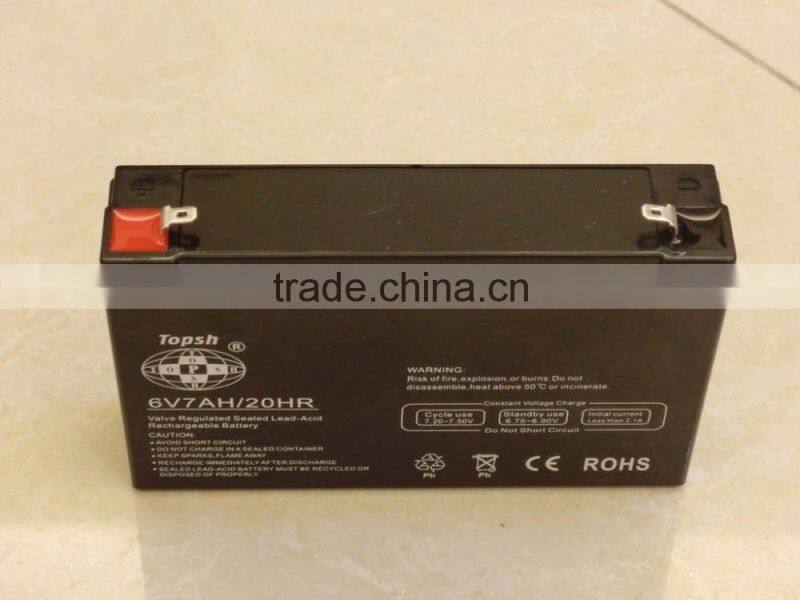 trade.china.cn
Topsh ®
TOPS
OPS
6V7AH/20HR
Valve Regulated Sealed Lead-Acid
Rechargeable Battery
CAUTION:
• AVOID SHORT CIRCUIT
• DO NOT CHARGE IN A SEALED CONTAINER
• KEEP SPARKS,FLAME AWAY
• RECHARGE IMMEDIATELY AFTER DISCHARGE
• SEALED LEAD-ACID BATTERY MUST BE RECYCLED OR
DISPOSED OF PROPERLY.
WARNING:
Risk of fire,explosion,or burns.Do not
disassemble,heat above 50°C or incinerate.
Constant Voltage Charge
Cycle use
7.20~7.50V
Standby use
6.75~6.90V
Initial current
Less than 2.1A
Do Not Short Circuit
Pb
Pb
CE ROHS